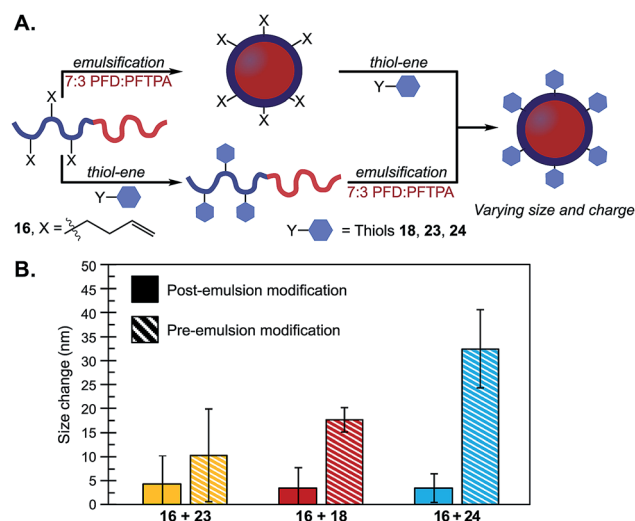 A.
emulsification
7:3 PFD:PFTPA
X
X
X
X
X
X
thiol-ene
Y
X
X
X
thiol-ene
Y
emulsification
7:3 PFD:PFTPA
Varying size and charge
16, X =
Y = Thiols 18, 23, 24
B.
50
45
40
35
30
25
20
15
10
5
0
Size change (nm)
Post-emulsion modification
Pre-emulsion modification
16 + 23
16 + 18
16 + 24